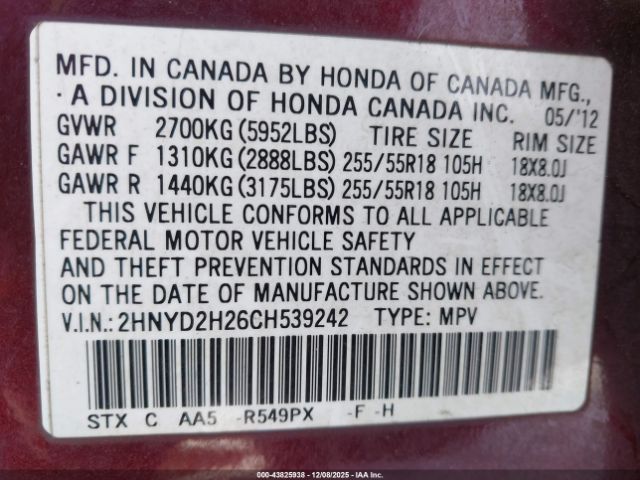 MFD. IN CANADA BY HONDA OF CANADA MFG.,
A DIVISION OF HONDA CANADA INC. 05/'12
GVWR 2700KG (5952LBS) TIRE SIZE RIM SIZE
GAWR F 1310KG (2888LBS) 255/55R18 105H 18X8.0J
GAWR R 1440KG (3175LBS) 255/55R18 105H 18X8.0J
THIS VEHICLE CONFORMS TO ALL APPLICABLE
FEDERAL MOTOR VEHICLE SAFETY
AND THEFT PREVENTION STANDARDS IN EFFECT
ON THE DATE OF MANUFACTURE SHOWN ABOVE.
V.I.N.: 2HNYD2H26CH539242 TYPE: MPV
STX C AA5 -R549PX -F -H
000-43825938 - 12/08/2025 - IAAI.com